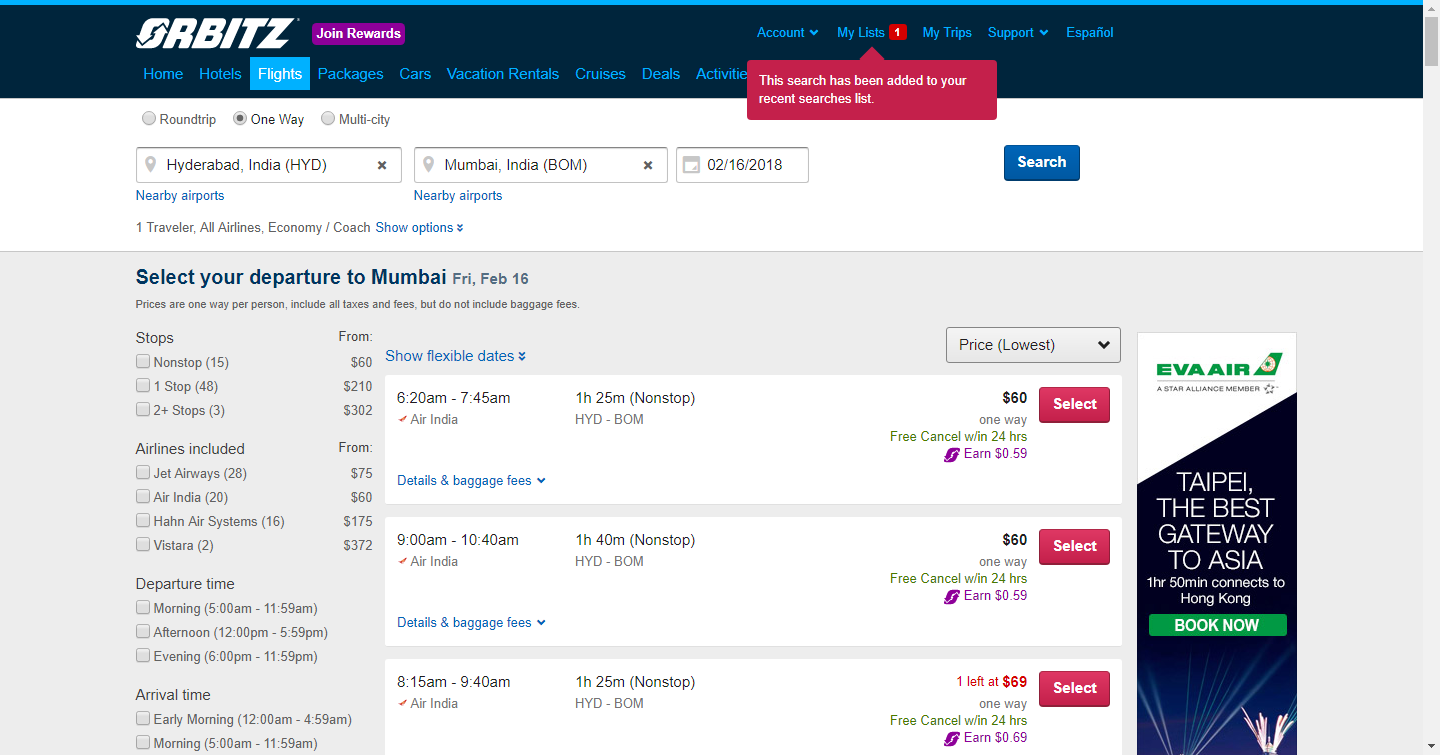 ORBITZ
Join Rewards
Account
My Lists 1
My Trips
Support
Español
Home
Hotels
Flights
Packages
Cars
Vacation Rentals
Cruises
Deals
Activitie
This search has been added to your
recent searches list.
Roundtrip
One Way
Multi-city
Hyderabad, India (HYD)
Mumbai, India (BOM)
02/16/2018
Search
Nearby airports
Nearby airports
1 Traveler, All Airlines, Economy / Coach Show options
Select your departure to Mumbai Fri, Feb 16
Prices are one way per person, include all taxes and fees, but do not include baggage fees.
Stops From:
Nonstop (15) $60
1 Stop (48) $210
2+ Stops (3) $302
Airlines included From:
Jet Airways (28) $75
Air India (20) $60
Hahn Air Systems (16) $175
Vistara (2) $372
Departure time
Morning (5:00am - 11:59am)
Afternoon (12:00pm - 5:59pm)
Evening (6:00pm - 11:59pm)
Arrival time
Early Morning (12:00am - 4:59am)
Morning (5:00am - 11:59am)
Show flexible dates
Price (Lowest)
6:20am - 7:45am 1h 25m (Nonstop) $60 Select
Air India HYD - BOM one way
Free Cancel w/in 24 hrs
Earn $0.59
Details & baggage fees
9:00am - 10:40am 1h 40m (Nonstop) $60 Select
Air India HYD - BOM one way
Free Cancel w/in 24 hrs
Earn $0.59
Details & baggage fees
8:15am - 9:40am 1h 25m (Nonstop) 1 left at $69 Select
Air India HYD - BOM one way
Free Cancel w/in 24 hrs
Earn $0.69
EVA AIR
A STAR ALLIANCE MEMBER
TAIPEI,
THE BEST
GATEWAY
TO ASIA
1hr 50min connects to
Hong Kong
BOOK NOW